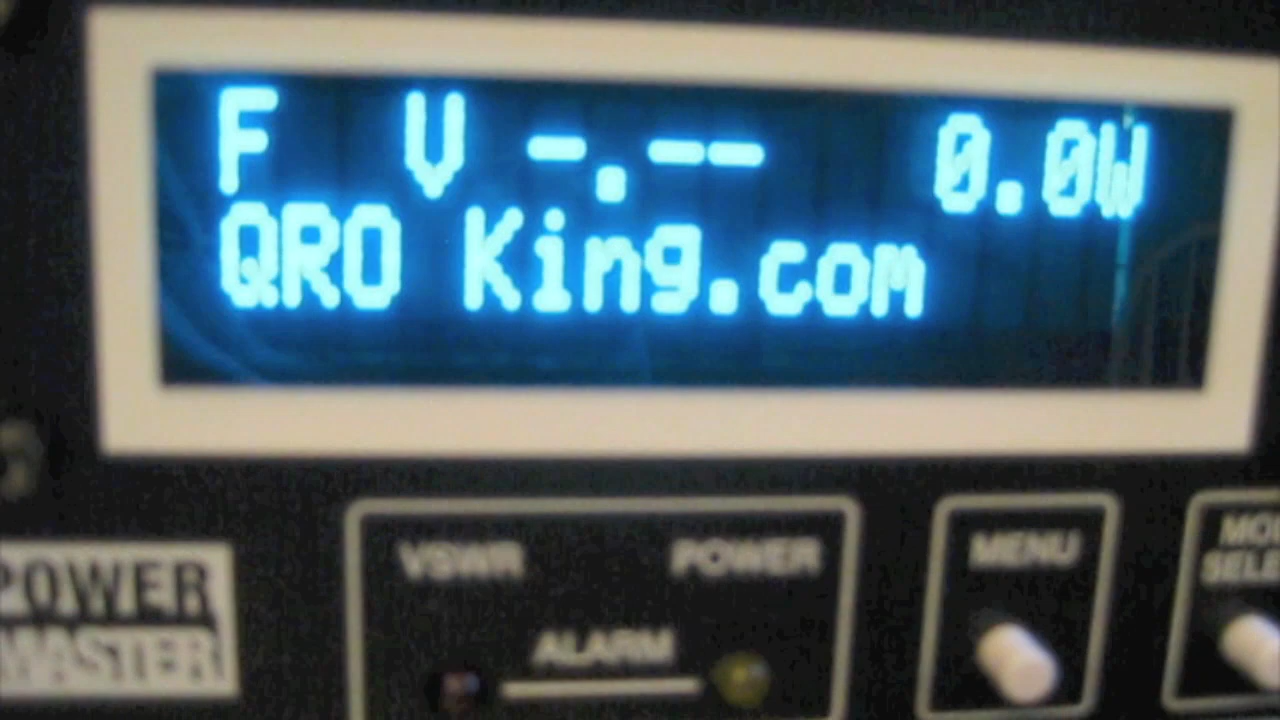 F V -.-- 0.0W
QRO King.com
VSWR POWER
ALARM
MENU
POWER
MASTER